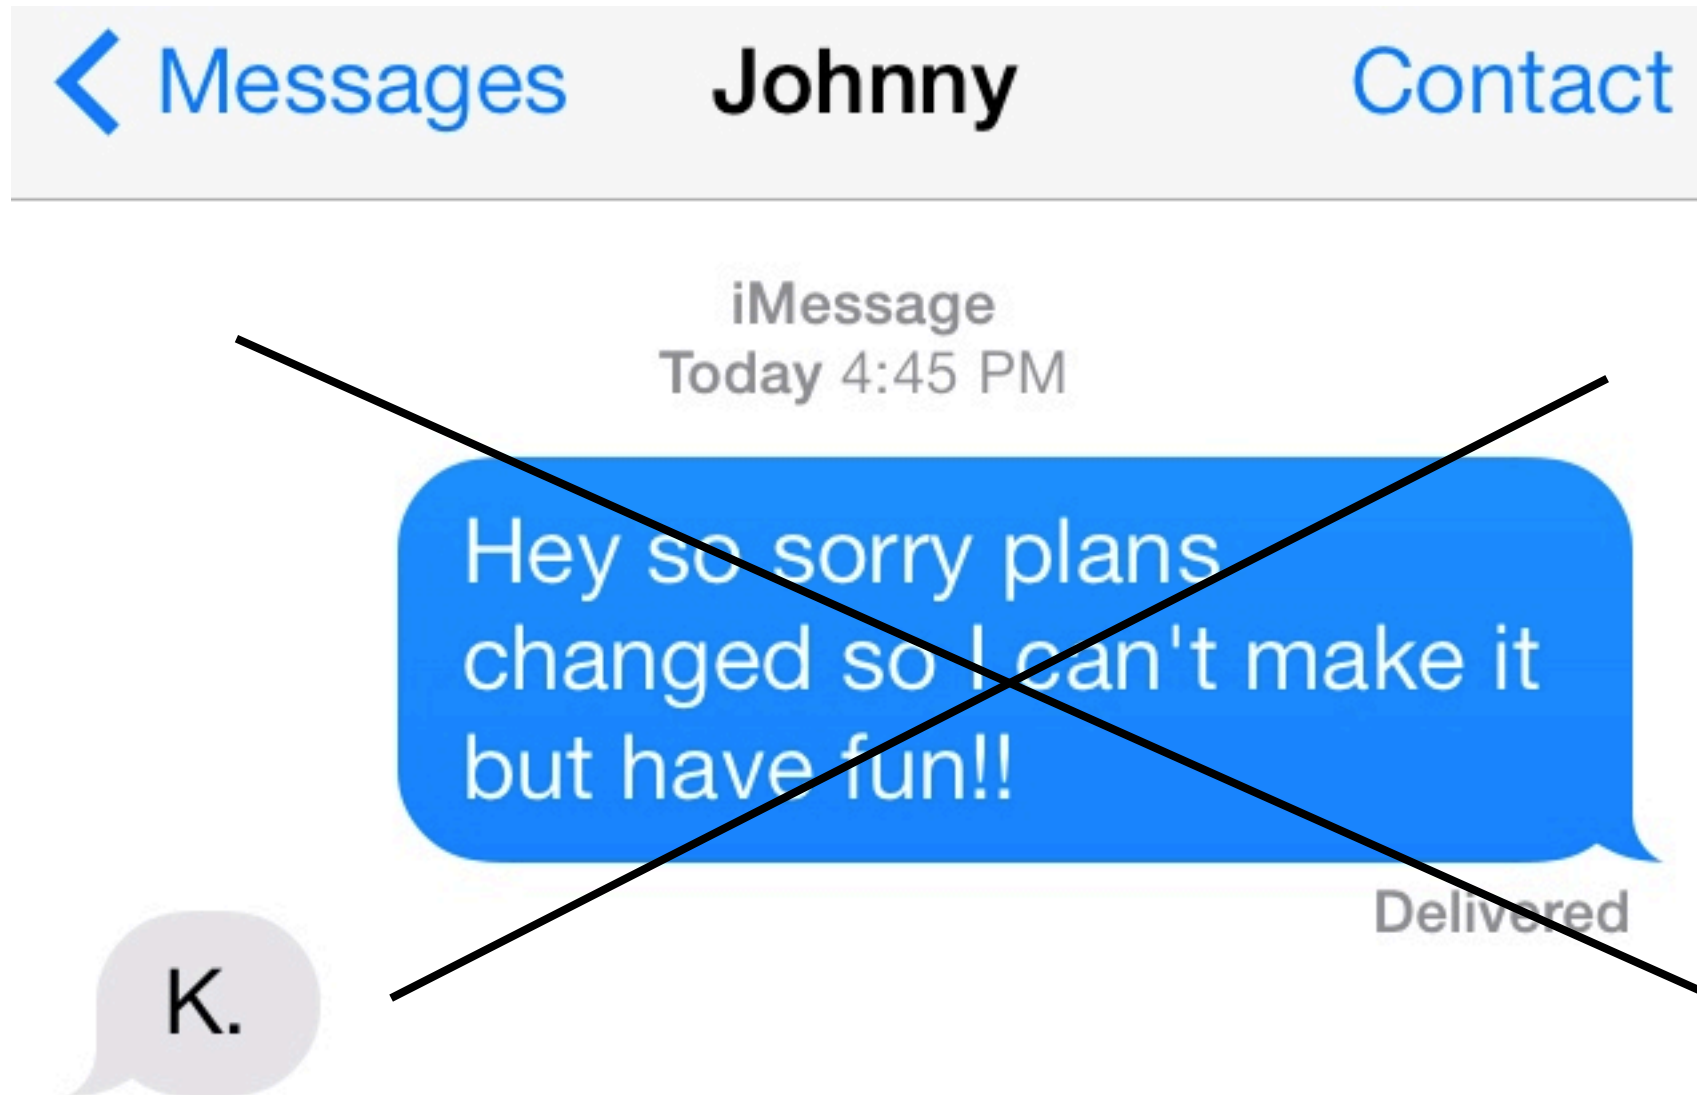 Messages Johnny Contact
iMessage
Today 4:45 PM
Hey so sorry plans
changed so I can't make it
but have fun!!
Delivered
K.